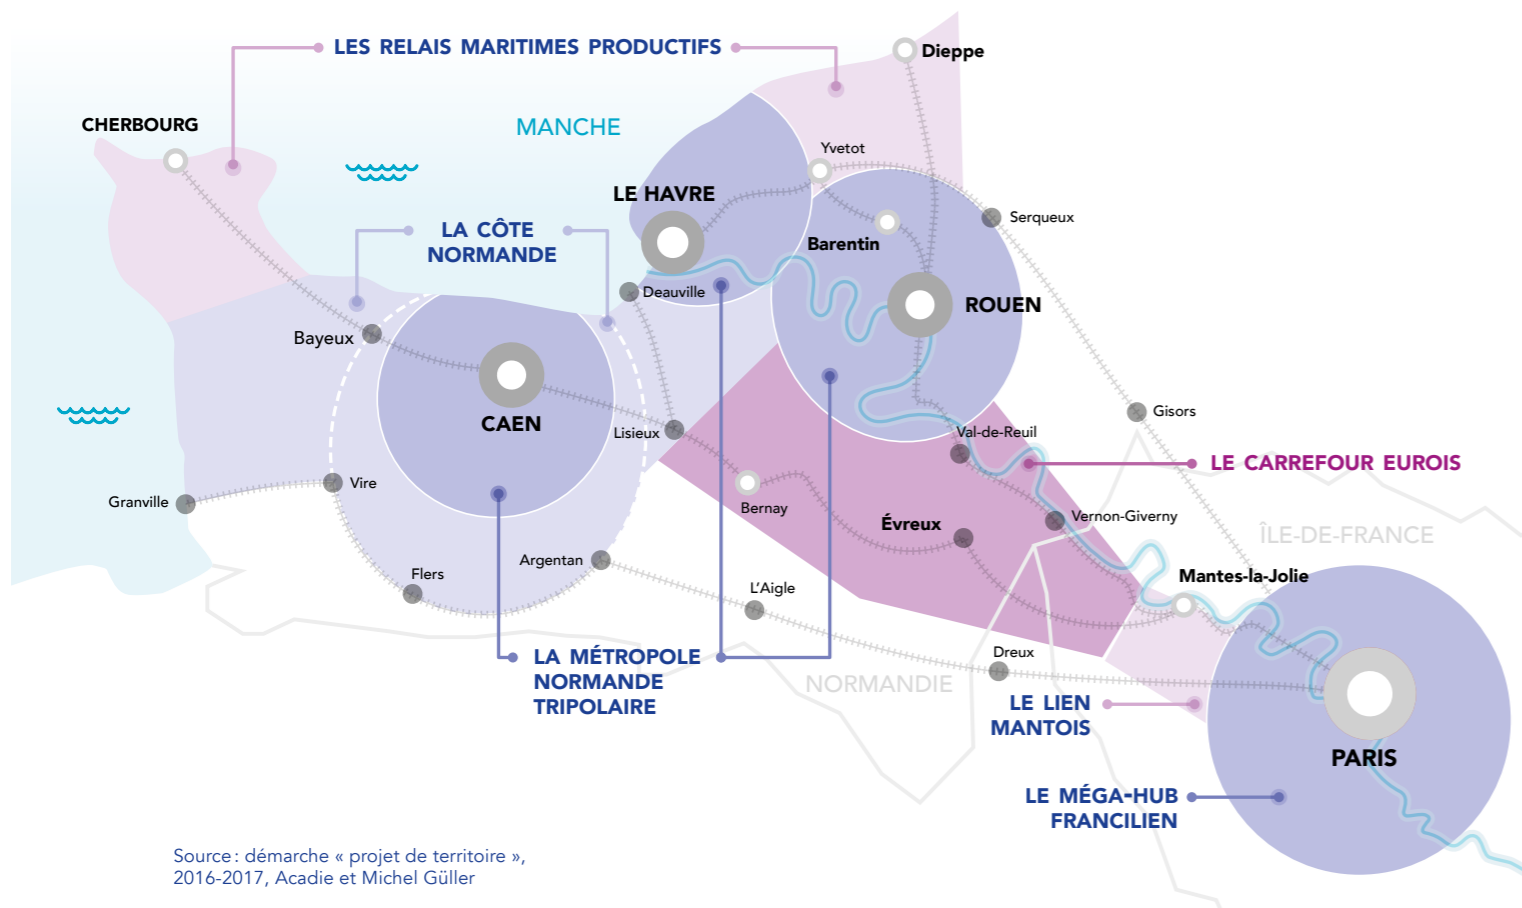 LES RELAIS MARITIMES PRODUCTIFS
Dieppe
CHERBOURG
MANCHE
Yvetot
LE HAVRE
Serqueux
LA CÔTE
NORMANDE
Barentin
Deauville
ROUEN
Bayeux
CAEN
Lisieux
Gisors
Val-de-Reuil
LE CARREFOUR EUROIS
Granville
Vire
Bernay
Évreux
Vernon-Giverny
ÎLE-DE-FRANCE
Flers
Argentan
L’Aigle
Mantes-la-Jolie
Dreux
LA MÉTROPOLE
NORMANDE
TRIPOLAIRE
NORMANDIE
LE LIEN
MANTOIS
PARIS
LE MÉGA-HUB
FRANCILIEN
Source : démarche « projet de territoire »,
2016-2017, Acadie et Michel Güller